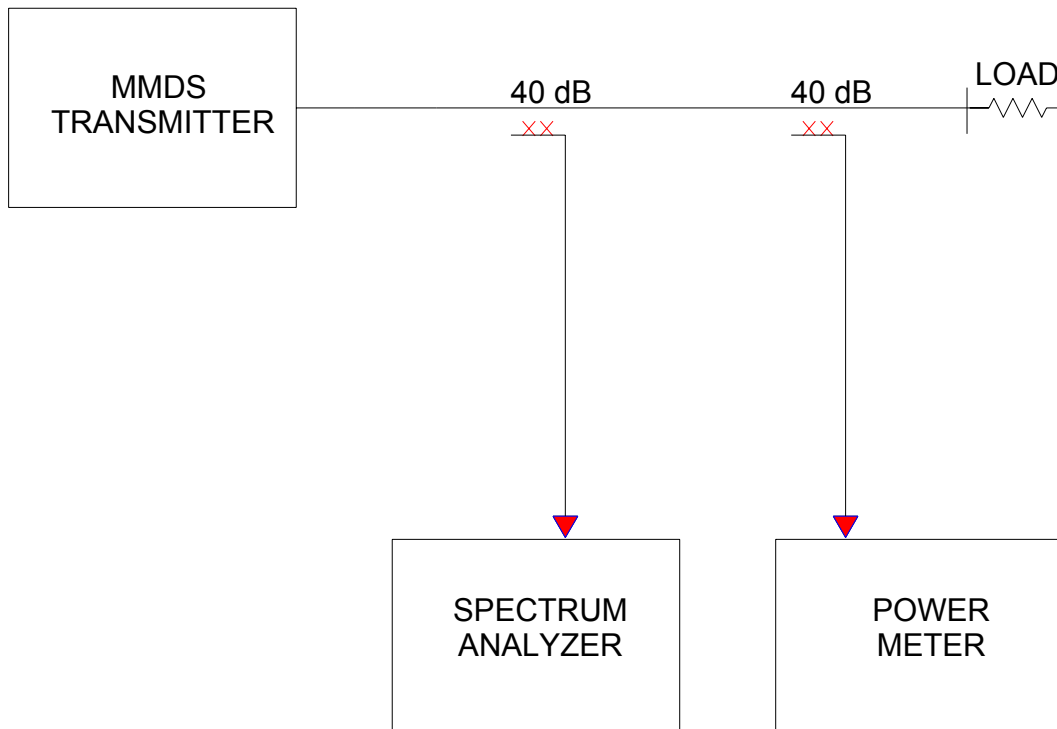 MMDS
TRANSMITTER
40 dB
40 dB
LOAD
SPECTRUM
ANALYZER
POWER
METER